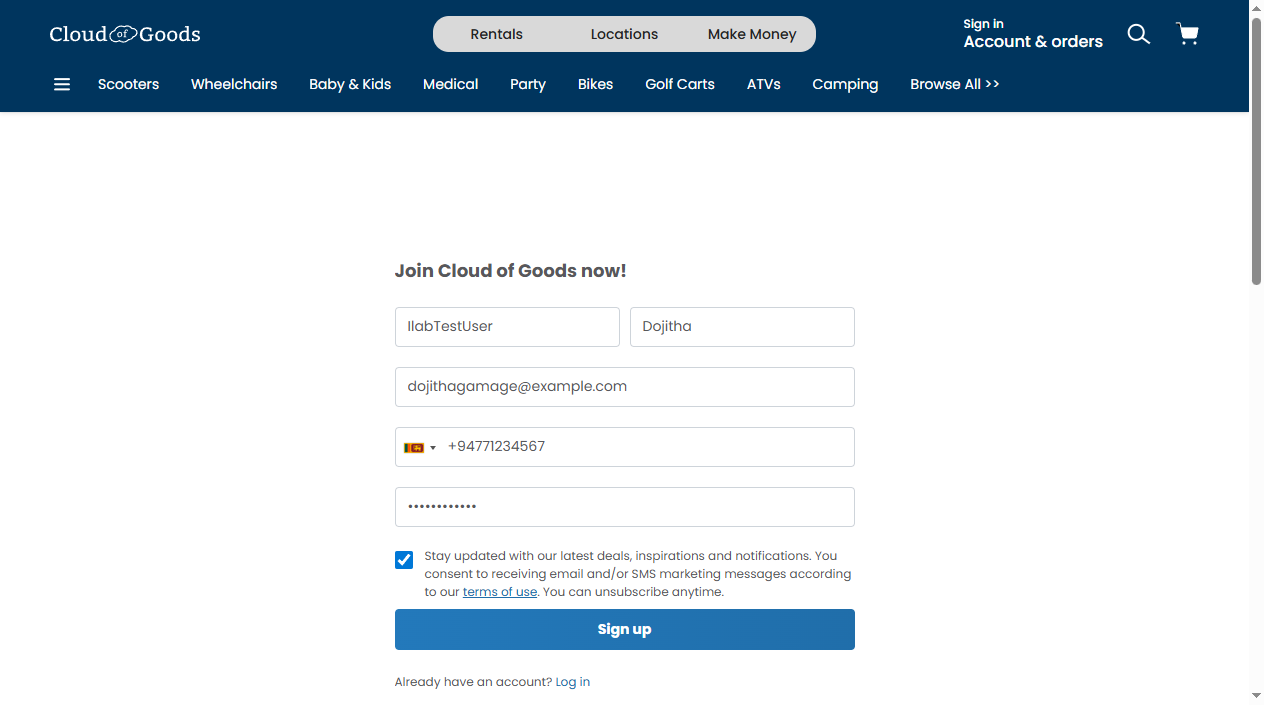 Cloud of Goods
Rentals Locations Make Money
Sign in
Account & orders
Scooters Wheelchairs Baby & Kids Medical Party Bikes Golf Carts ATVs Camping Browse All >>
Join Cloud of Goods now!
IlabTestUser Dojitha
dojithagamage@example.com
+94771234567
••••••••••••
Stay updated with our latest deals, inspirations and notifications. You
consent to receiving email and/or SMS marketing messages according
to our terms of use. You can unsubscribe anytime.
Sign up
Already have an account? Log in